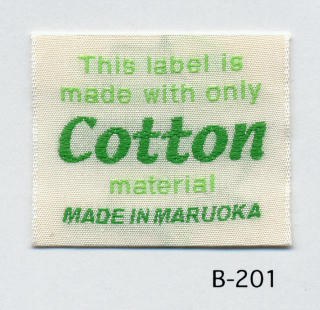 This label is
made with only
Cotton
material
MADE IN MARUOKA
B-201